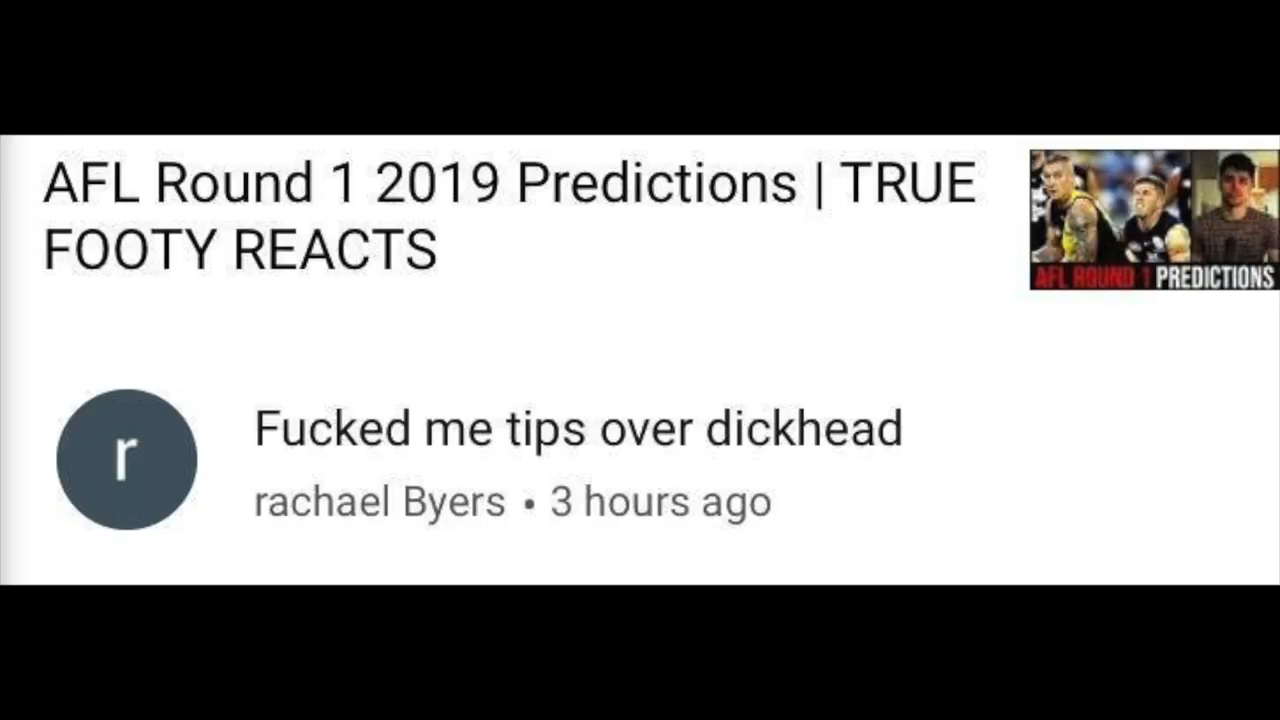 AFL Round 1 2019 Predictions | TRUE
FOOTY REACTS
AFL ROUND 1 PREDICTIONS
r
Fucked me tips over dickhead
rachael Byers • 3 hours ago